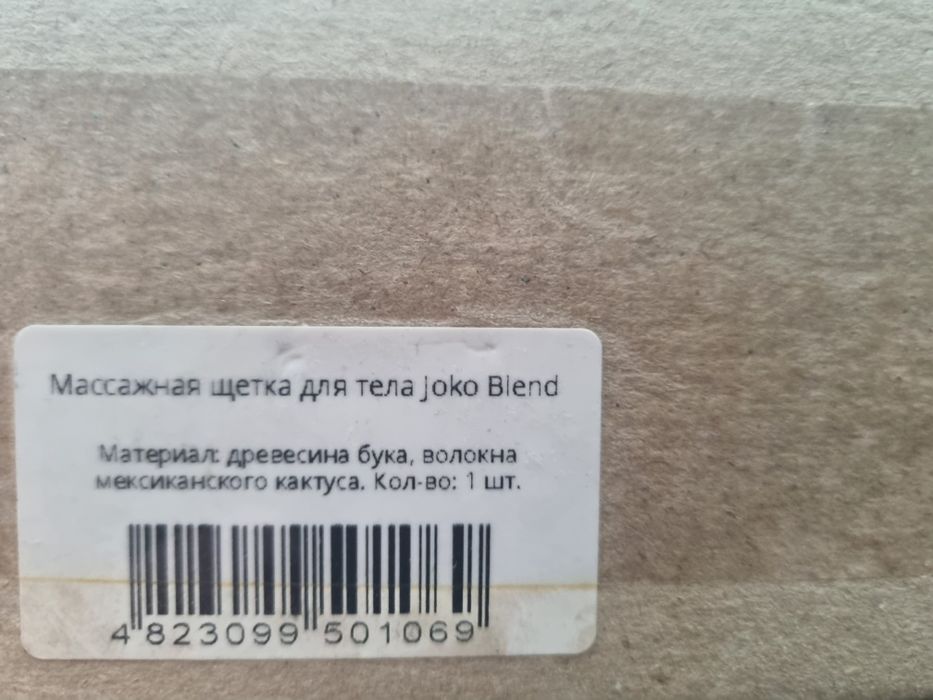 Массажная щетка для тела Joko Blend
Материал: древесина бука, волокна
мексиканского кактуса. Кол-во: 1 шт.
4 823099 501069